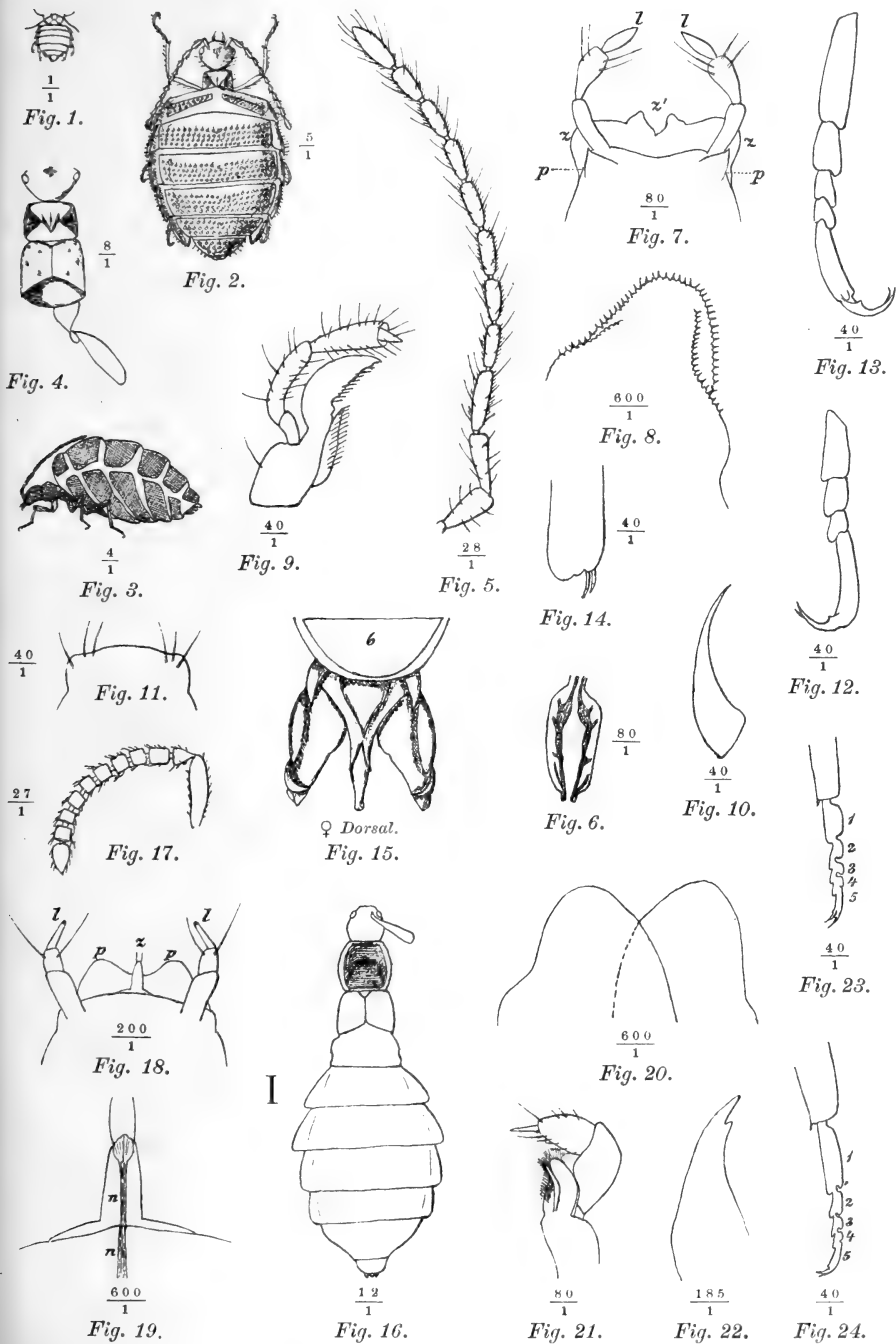 1/1
Fig. 1.
5/1
Fig. 2.
8/1
Fig. 4.
4/1
Fig. 3.
40/1
Fig. 9.
28/1
Fig. 5.
l l
z'
z z
p p
80/1
Fig. 7.
600/1
Fig. 8.
40/1
Fig. 13.
40/1
Fig. 14.
40/1
Fig. 12.
40/1
Fig. 11.
6
♀ Dorsal.
Fig. 15.
80/1
Fig. 6.
40/1
Fig. 10.
27/1
Fig. 17.
l z l
p p
200/1
Fig. 18.
I
12/1
Fig. 16.
600/1
Fig. 20.
1
2
3
4
5
40/1
Fig. 23.
n
n
600/1
Fig. 19.
80/1
Fig. 21.
185/1
Fig. 22.
1
2
3
4
5
40/1
Fig. 24.